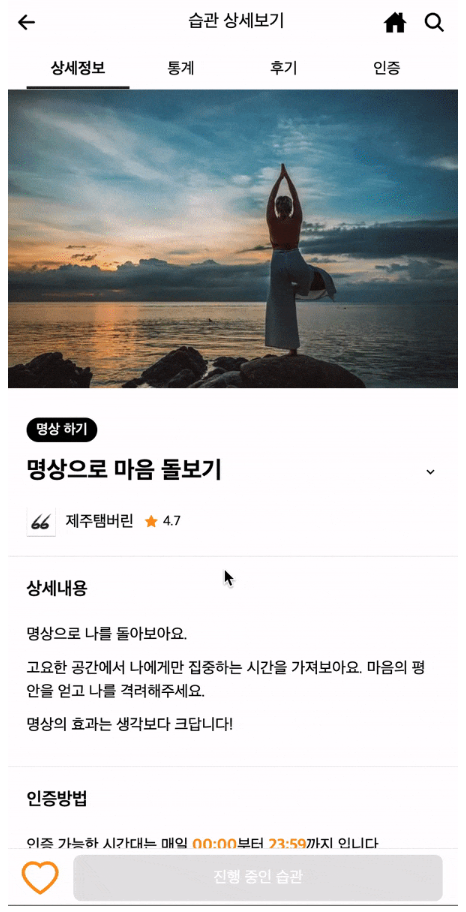 습관 상세보기
상세정보 통계 후기 인증
명상 하기
명상으로 마음 돌보기
제주탬버린 4.7
상세내용
명상으로 나를 돌아보아요.
고요한 공간에서 나에게만 집중하는 시간을 가져보아요. 마음의 평
안을 얻고 나를 격려해주세요.
명상의 효과는 생각보다 크답니다!
인증방법
인증 가능한 시간대는 매일 00:00부터 23:59까지 입니다
진행 중인 습관